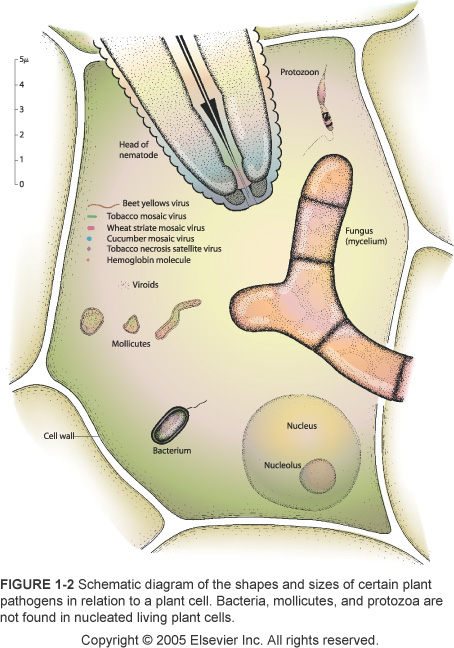 5μ
4
3
2
1
0
Protozoon
Head of
nematode
Beet yellows virus
Tobacco mosaic virus
Wheat striate mosaic virus
Cucumber mosaic virus
Tobacco necrosis satellite virus
Hemoglobin molecule
Fungus
(mycelium)
Viroids
Mollicutes
Nucleus
Cell wall
Bacterium
Nucleolus
FIGURE 1-2 Schematic diagram of the shapes and sizes of certain plant
pathogens in relation to a plant cell. Bacteria, mollicutes, and protozoa are
not found in nucleated living plant cells.
Copyright © 2005 Elsevier Inc. All rights reserved.